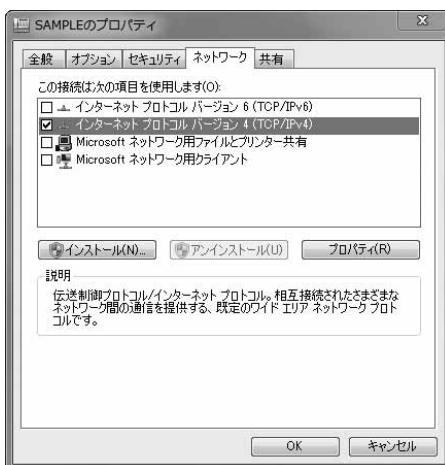 SAMPLEのプロパティ
全般 オプション セキュリティ ネットワーク 共有
この接続は次の項目を使用します(O):
インターネット プロトコル バージョン 6 (TCP/IPv6)
インターネット プロトコル バージョン 4 (TCP/IPv4)
Microsoft ネットワーク用ファイルとプリンター共有
Microsoft ネットワーク用クライアント
インストール(N)... アンインストール(U) プロパティ(R)
説明
伝送制御プロトコル/インターネット プロトコル。相互接続されたさまざまな
ネットワーク間の通信を提供する、既定のワイド エリア ネットワーク プロト
コルです。
OK キャンセル